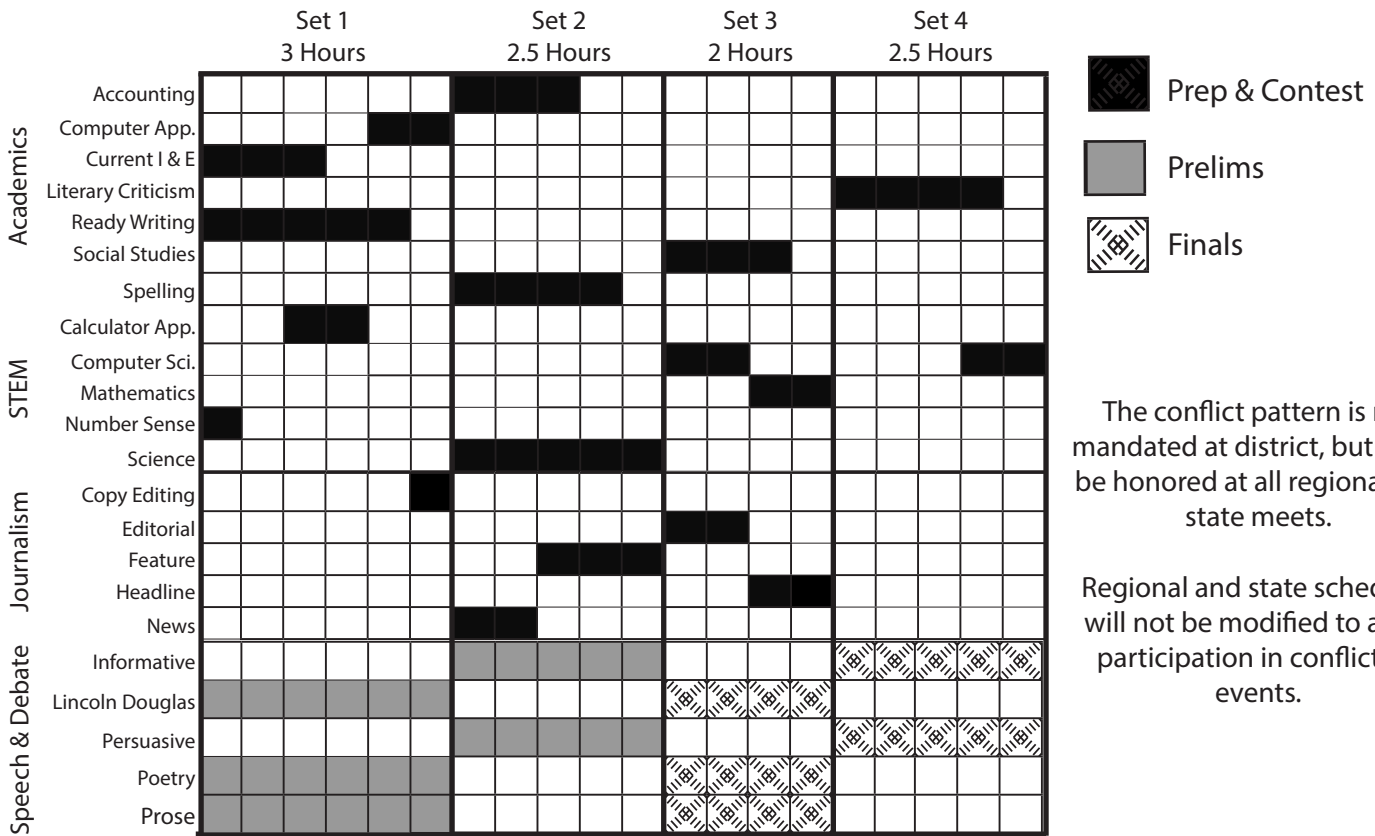 Set 1
3 Hours
Set 2
2.5 Hours
Set 3
2 Hours
Set 4
2.5 Hours
Academics
Accounting
Computer App.
Current I & E
Literary Criticism
Ready Writing
Social Studies
Spelling
STEM
Calculator App.
Computer Sci.
Mathematics
Number Sense
Science
Journalism
Copy Editing
Editorial
Feature
Headline
News
Speech & Debate
Informative
Lincoln Douglas
Persuasive
Poetry
Prose
Prep & Contest
Prelims
Finals
The conflict pattern is
mandated at district, but
be honored at all
state meets.
Regional and state
will not be modified to
participation in
events.